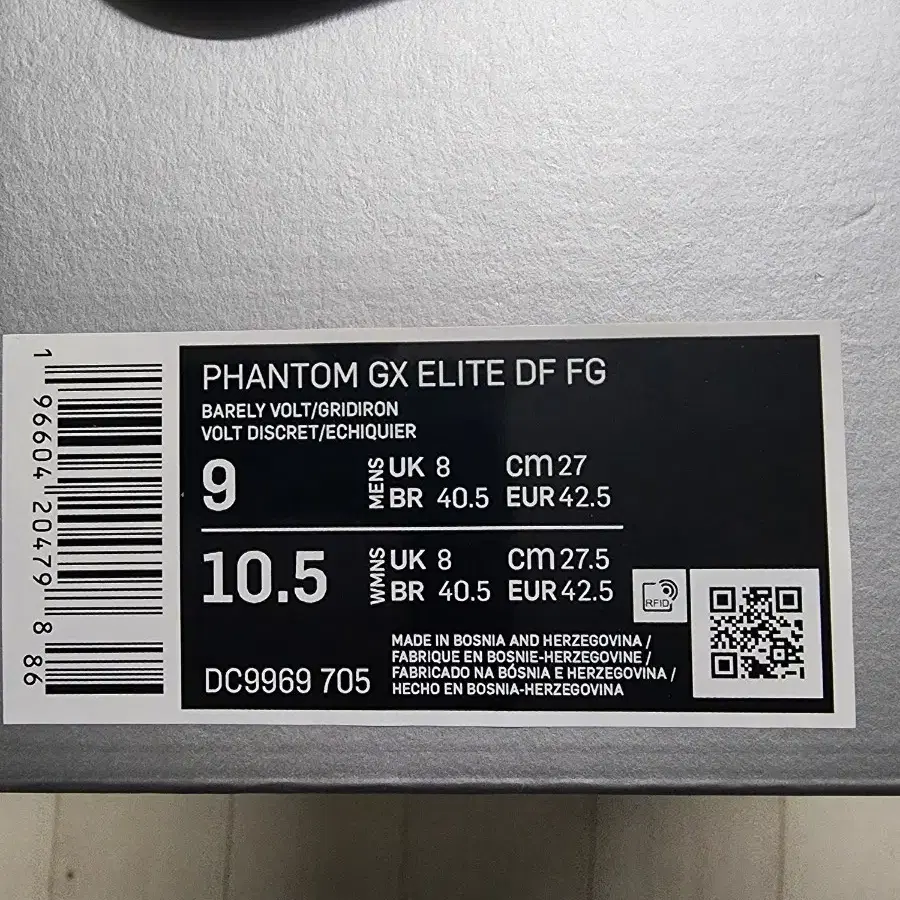 1 96604 20479 8 86
PHANTOM GX ELITE DF FG
BARELY VOLT/GRIDIRON
VOLT DISCRET/ECHIQUIER
9
MENS
UK 8 cm 27
BR 40.5 EUR 42.5
10.5
WMNS
UK 8 cm 27.5
BR 40.5 EUR 42.5
RFID
DC9969 705
MADE IN BOSNIA AND HERZEGOVINA /
FABRIQUE EN BOSNIE-HERZEGOVINE /
FABRICADO NA BÓSNIA E HERZEGOVINA /
HECHO EN BOSNIA-HERZEGOVINA